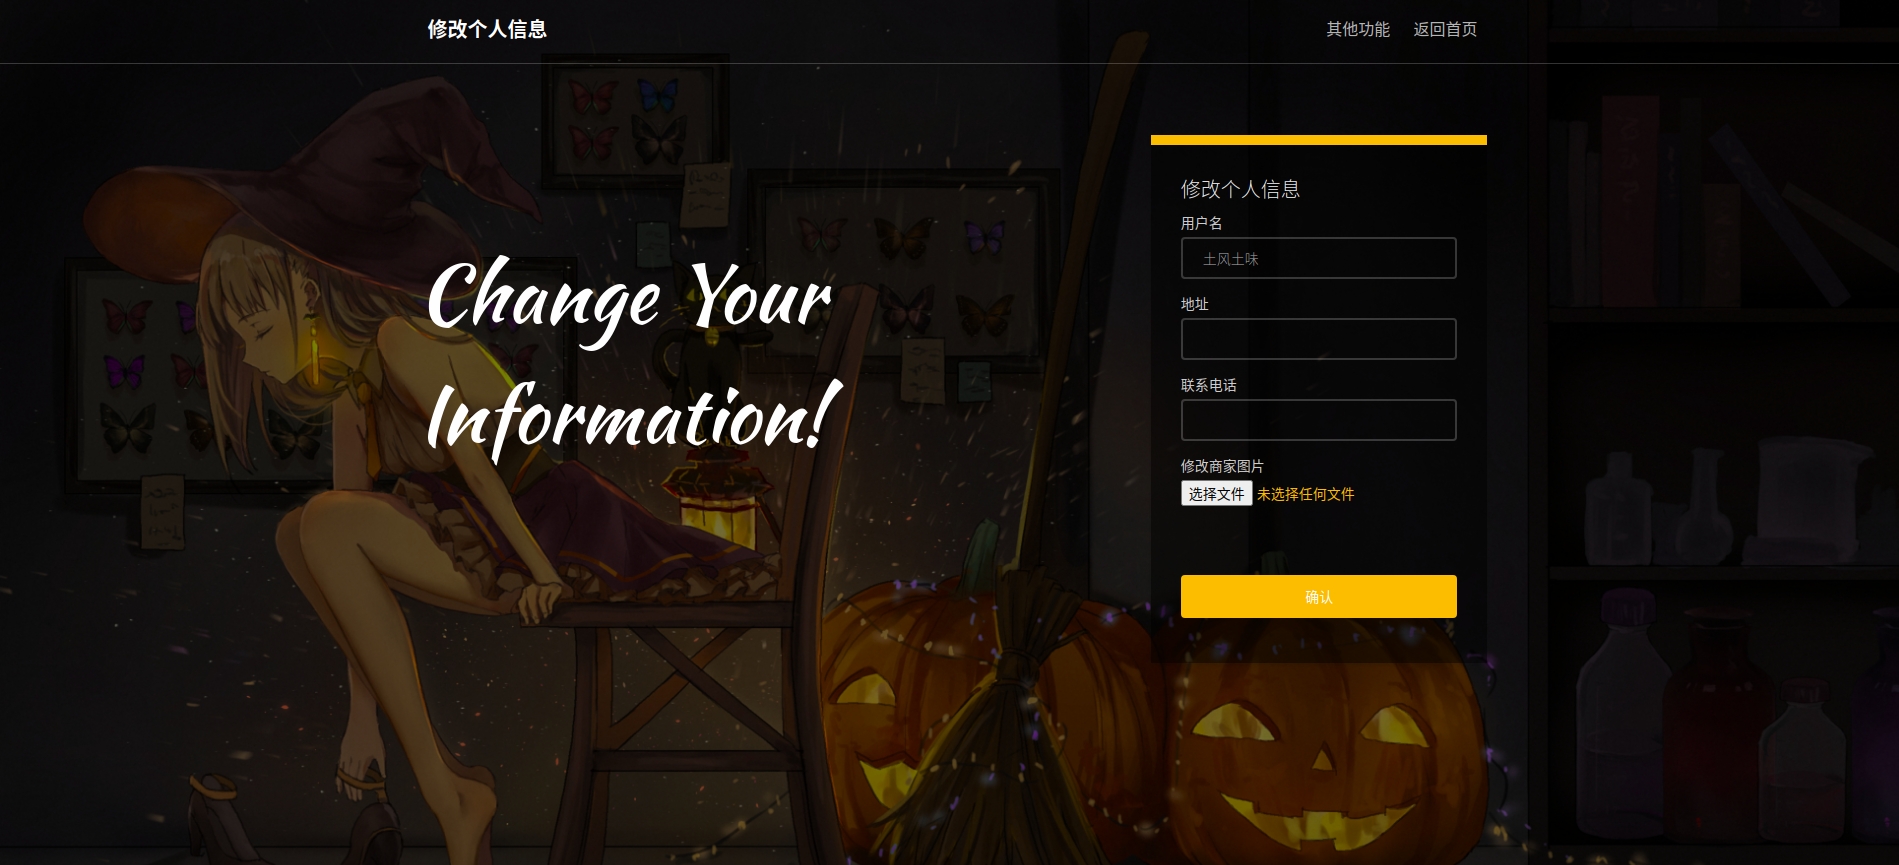 修改个人信息
其他功能 返回首页
Change Your
Information!
修改个人信息
用户名
土风土味
地址
联系电话
修改商家图片
选择文件 未选择任何文件
确认